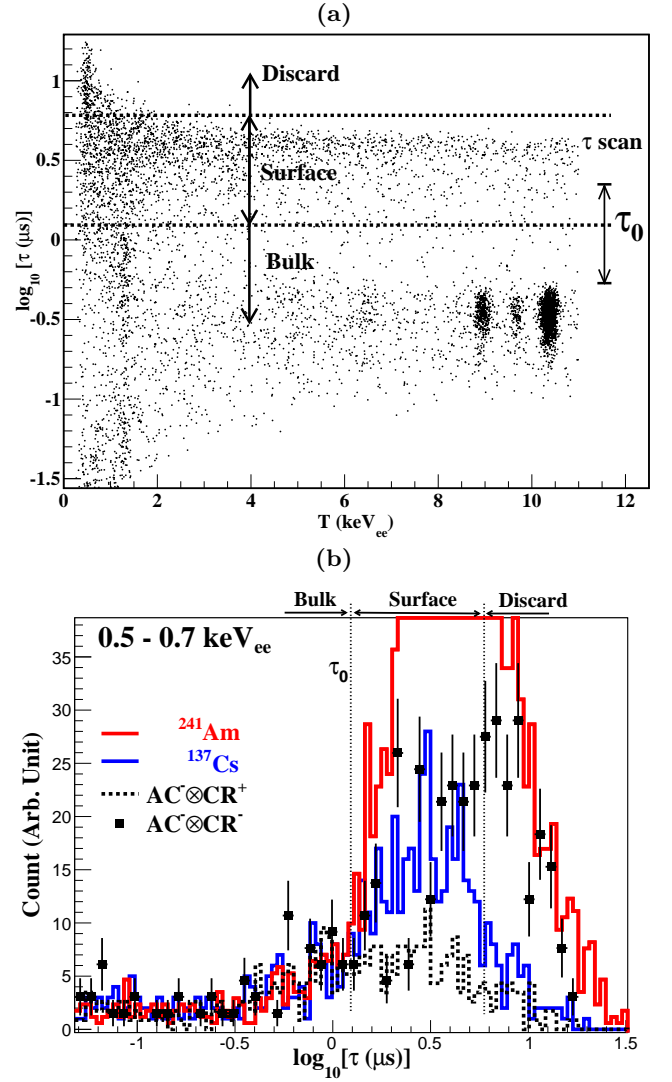 (a)
log10 [τ (μs)]
1
0.5
0
-0.5
-1
-1.5
Discard
Surface
Bulk
τ scan
τ0
0 2 4 6 8 10 12
T (keVee)
(b)
Bulk Surface Discard
0.5 - 0.7 keVee
τ0
241Am
137Cs
AC-⊗CR+
AC-⊗CR-
Count (Arb. Unit)
35
30
25
20
15
10
5
0
-1 -0.5 0 0.5 1 1.5
log10[τ (μs)]